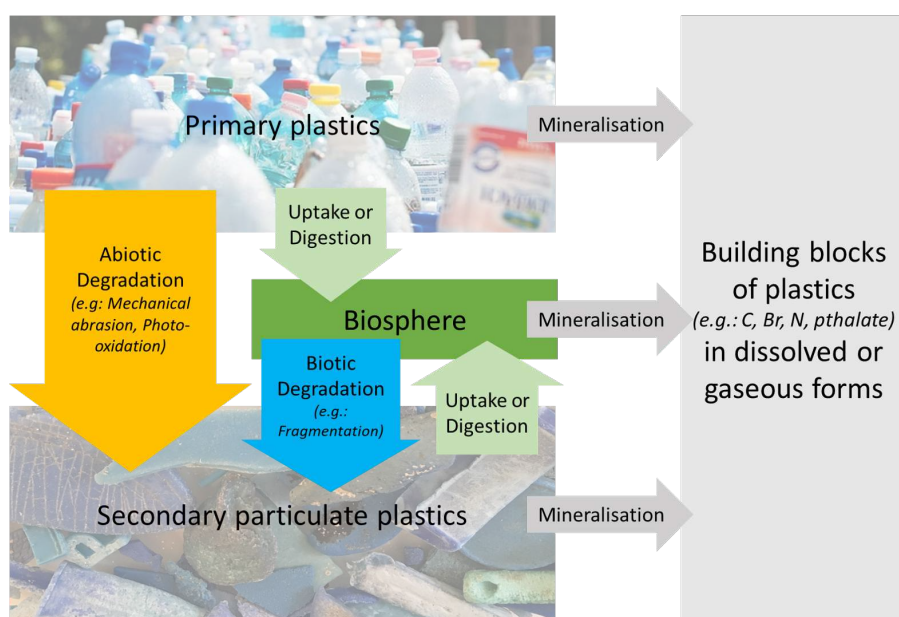 Primary plastics
Mineralisation
Uptake or
Digestion
Abiotic
Degradation
(e.g: Mechanical
abrasion, Photo-
oxidation)
Biosphere
Mineralisation
Building blocks
of plastics
(e.g.: C, Br, N, pthalate)
in dissolved or
gaseous forms
Biotic
Degradation
(e.g.:
Fragmentation)
Uptake or
Digestion
Secondary particulate plastics
Mineralisation